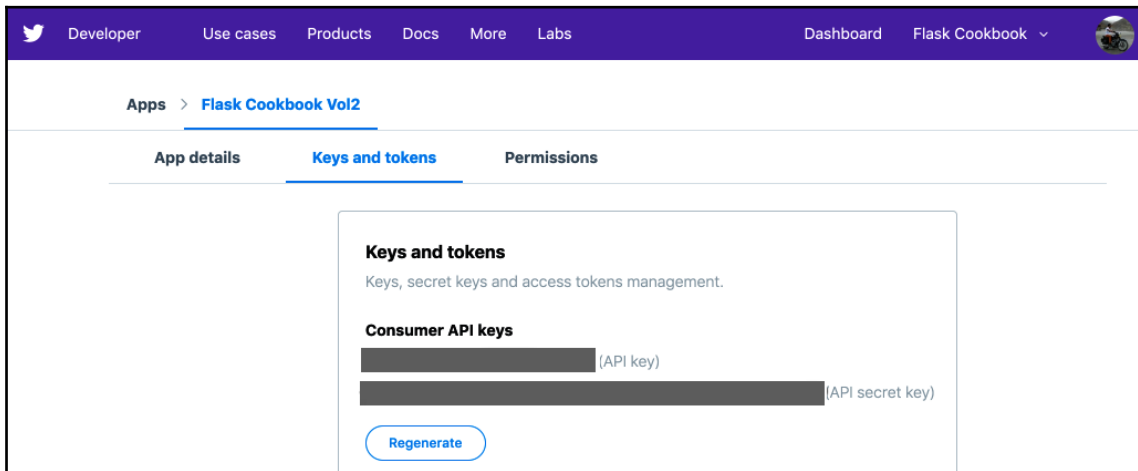 Developer Use cases Products Docs More Labs Dashboard Flask Cookbook
Apps > Flask Cookbook Vol2
App details Keys and tokens Permissions
Keys and tokens
Keys, secret keys and access tokens management.
Consumer API keys
(API key)
(API secret key)
Regenerate